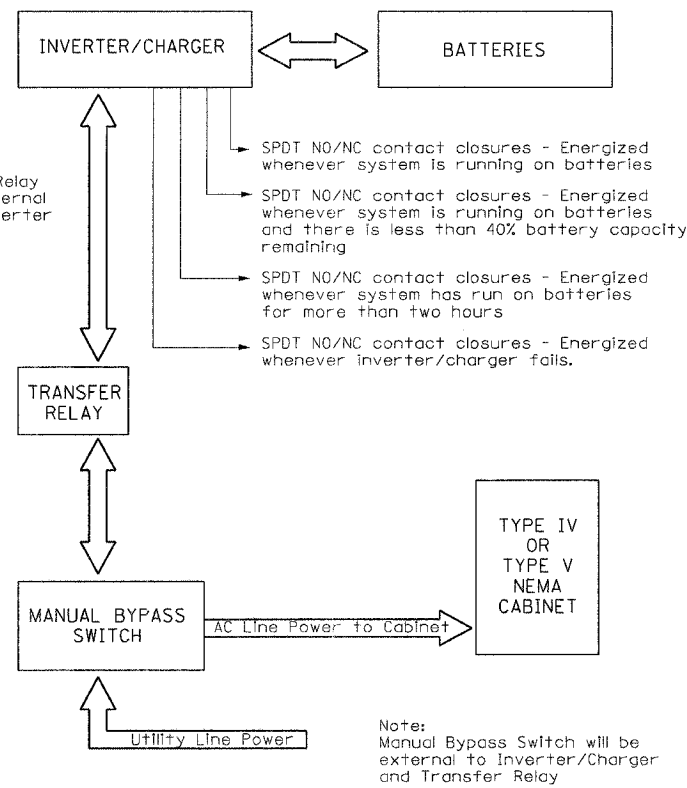 INVERTER/CHARGER
BATTERIES
SPDT NO/NC contact closures - Energized
whenever system is running on batteries
SPDT NO/NC contact closures - Energized
whenever system is running on batteries
and there is less than 40% battery capacity
remaining
SPDT NO/NC contact closures - Energized
whenever system has run on batteries
for more than two hours
SPDT NO/NC contact closures - Energized
whenever inverter/charger fails.
Relay
ernal
erter
TRANSFER
RELAY
TYPE IV
OR
TYPE V
NEMA
CABINET
MANUAL BYPASS
SWITCH
AC Line Power to Cabinet
Utility Line Power
Note:
Manual Bypass Switch will be
external to Inverter/Charger
and Transfer Relay